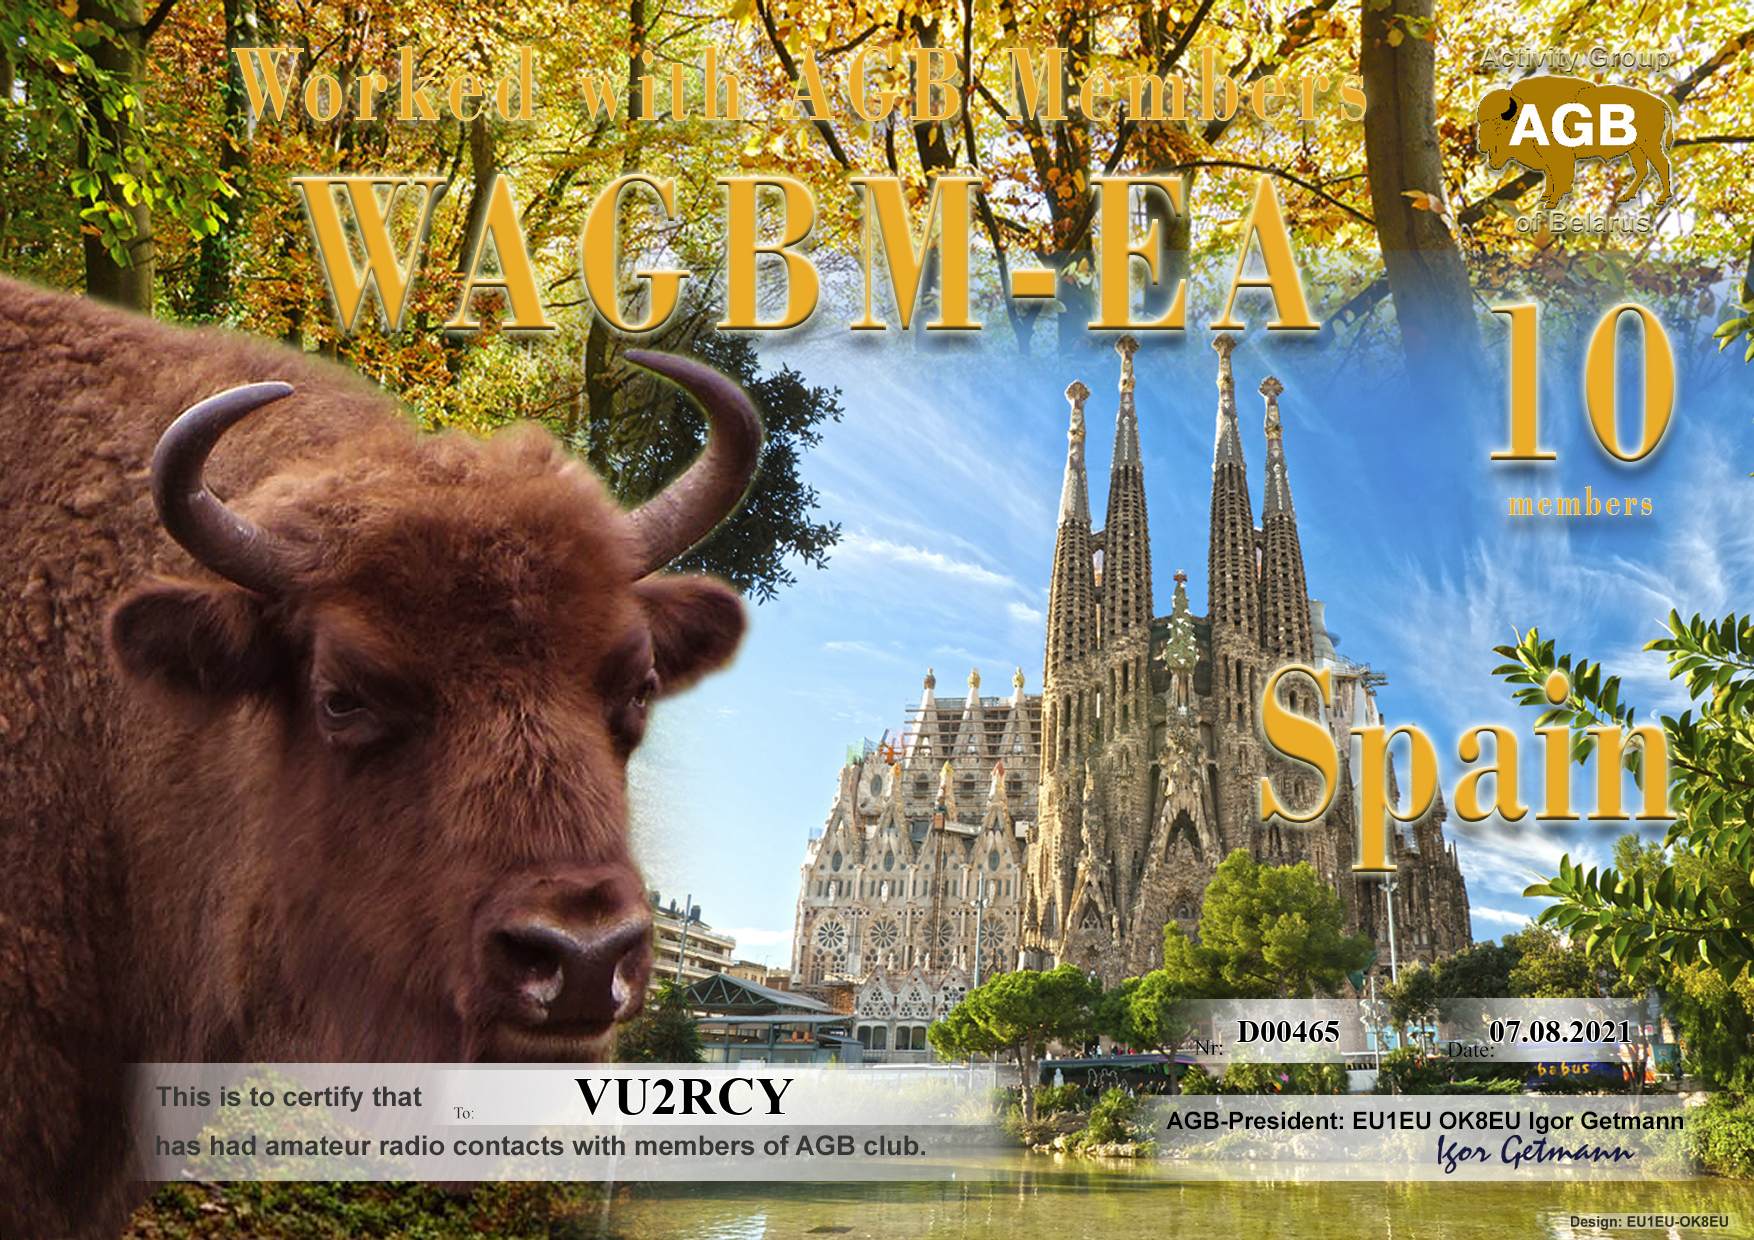 Worked with AGB Members
Activity Group
AGB
of Belarus
WAGBM-EA
10
members
Spain
Nr: D00465
Date: 07.08.2021
babus
This is to certify that
To: VU2RCY
has had amateur radio contacts with members of AGB club.
AGB-President: EU1EU OK8EU Igor Getmann
Igor Getmann
Design: EU1EU-OK8EU